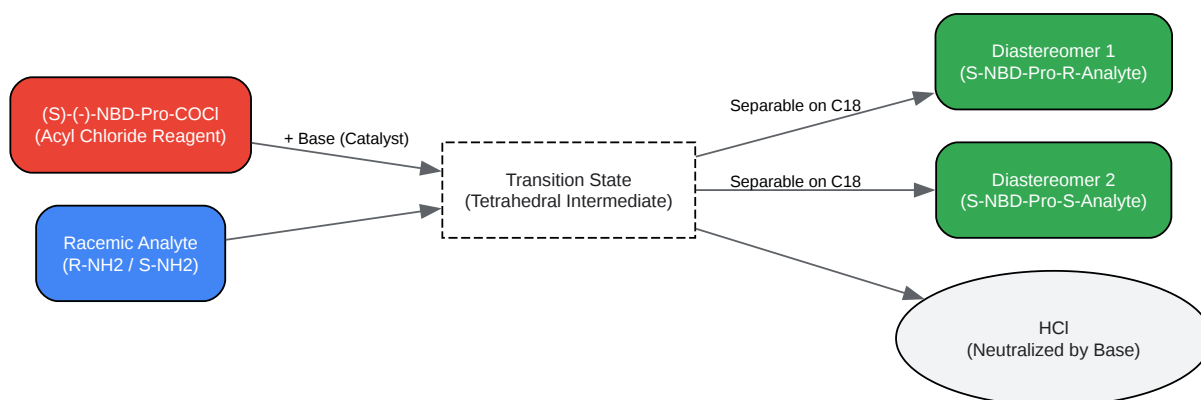 (S)-(-)-NBD-Pro-COCl
(Acyl Chloride Reagent)
Racemic Analyte
(R-NH2 / S-NH2)
+ Base (Catalyst)
Transition State
(Tetrahedral Intermediate)
Separable on C18
Separable on C18
Diastereomer 1
(S-NBD-Pro-R-Analyte)
Diastereomer 2
(S-NBD-Pro-S-Analyte)
HCl
(Neutralized by Base)